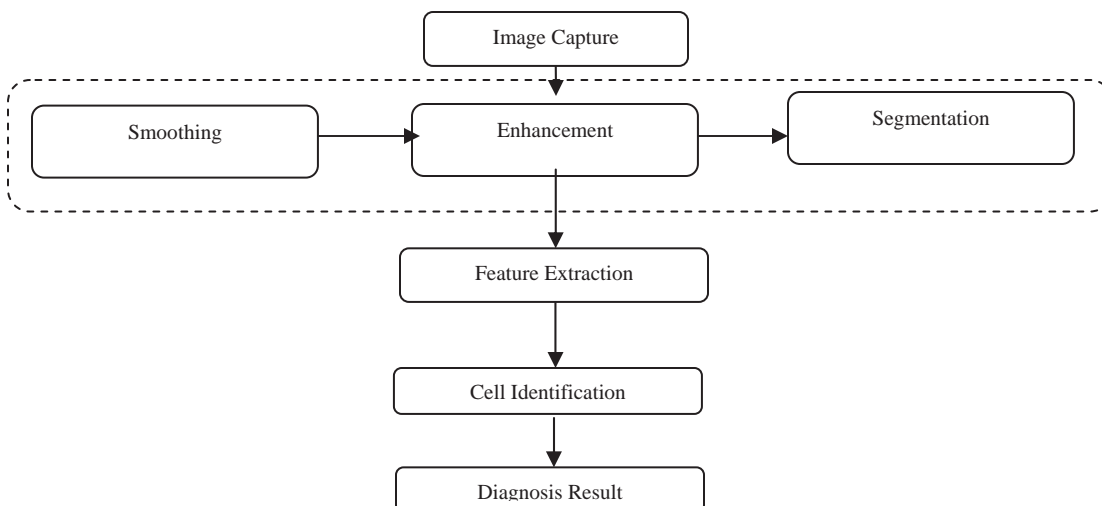 Image Capture
Smoothing
Enhancement
Segmentation
Feature Extraction
Cell Identification
Diagnosis Result